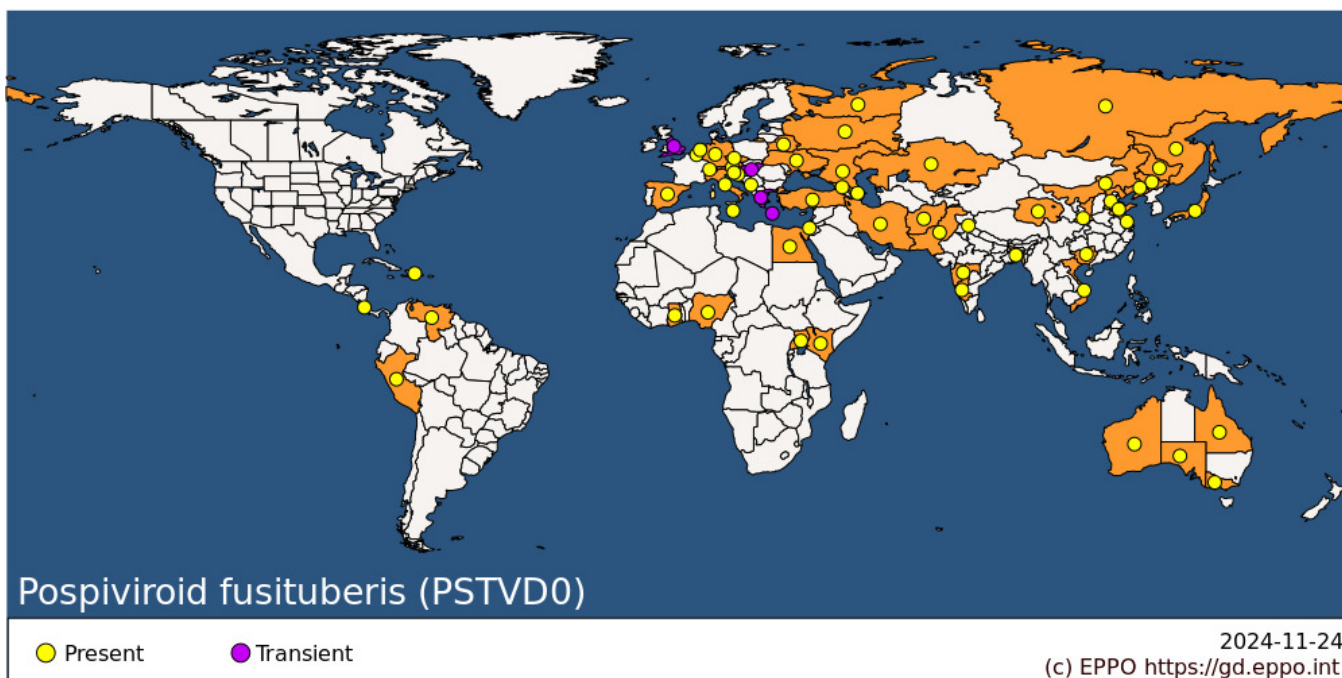 Pospiviroid fusituberis (PSTVD0)
Present
Transient
2024-11-24
(c) EPPO https://gd.eppo.int